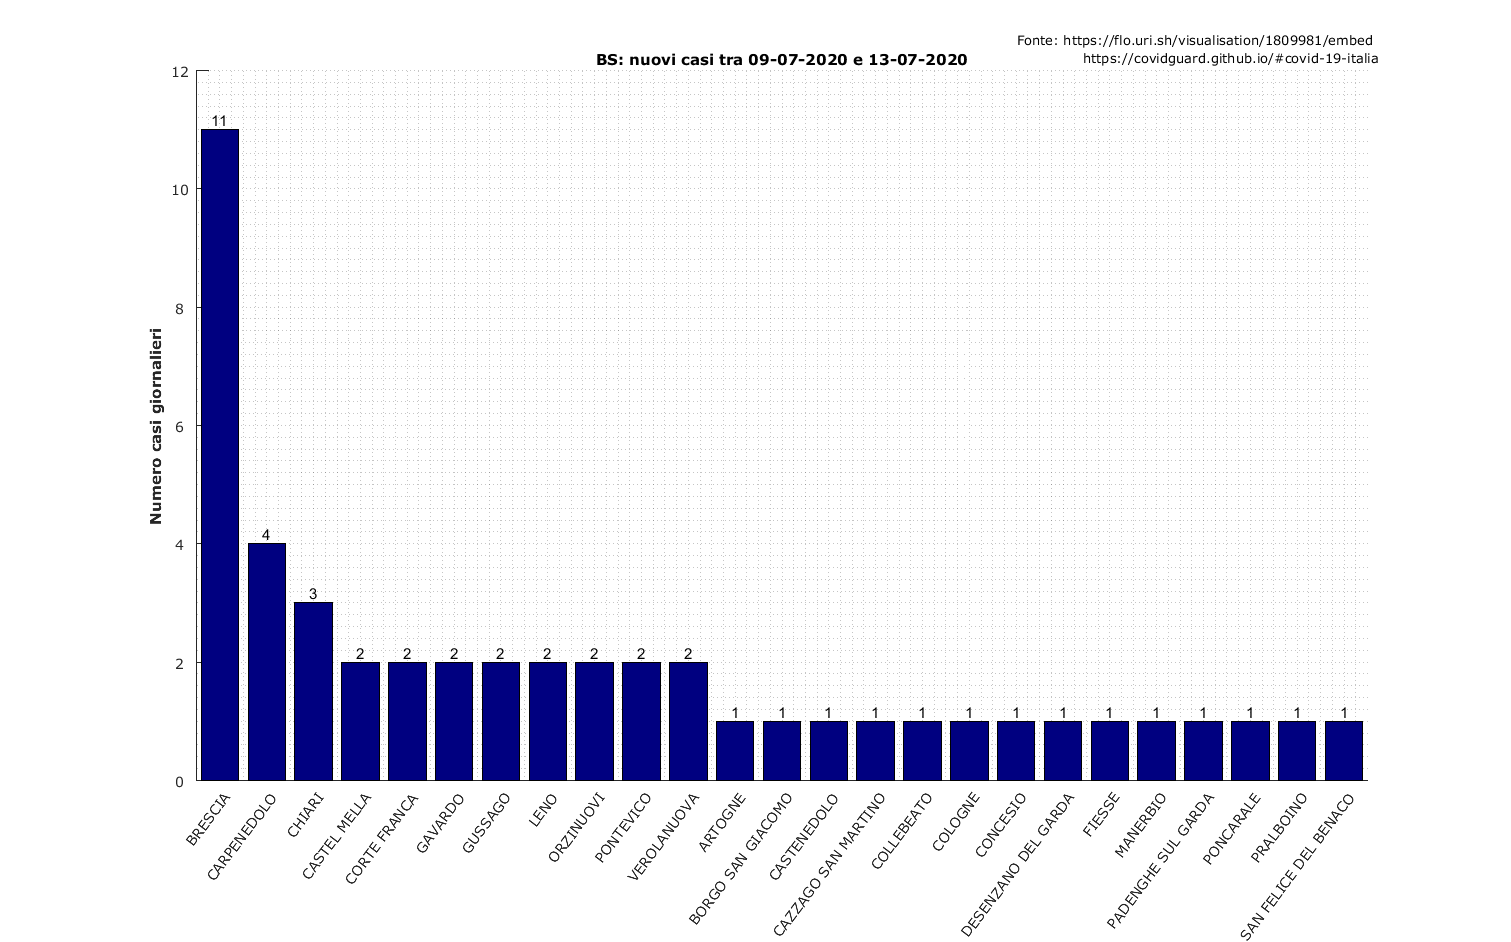 Fonte: https://flo.uri.sh/visualisation/1809981/embed
https://covidguard.github.io/#covid-19-italia
BS: nuovi casi tra 09-07-2020 e 13-07-2020
Numero casi giornalieri
12
10
8
6
4
2
0
11
4
3
2
2
2
2
2
2
2
2
1
1
1
1
1
1
1
1
1
1
1
1
1
1
BRESCIA
CARPENEDOLO
CHIARI
CASTEL MELLA
CORTE FRANCA
GAVARDO
GUSSAGO
LENO
ORZINUOVI
PONTEVICO
VEROLANUOVA
ARTOGNE
BORGO SAN GIACOMO
CASTENEDOLO
CAZZAGO SAN MARTINO
COLLEBEATO
COLOGNE
CONCESIO
DESENZANO DEL GARDA
FIESSE
MANERBIO
PADENGHE SUL GARDA
PONCARALE
PRALBOINO
SAN FELICE DEL BENACO